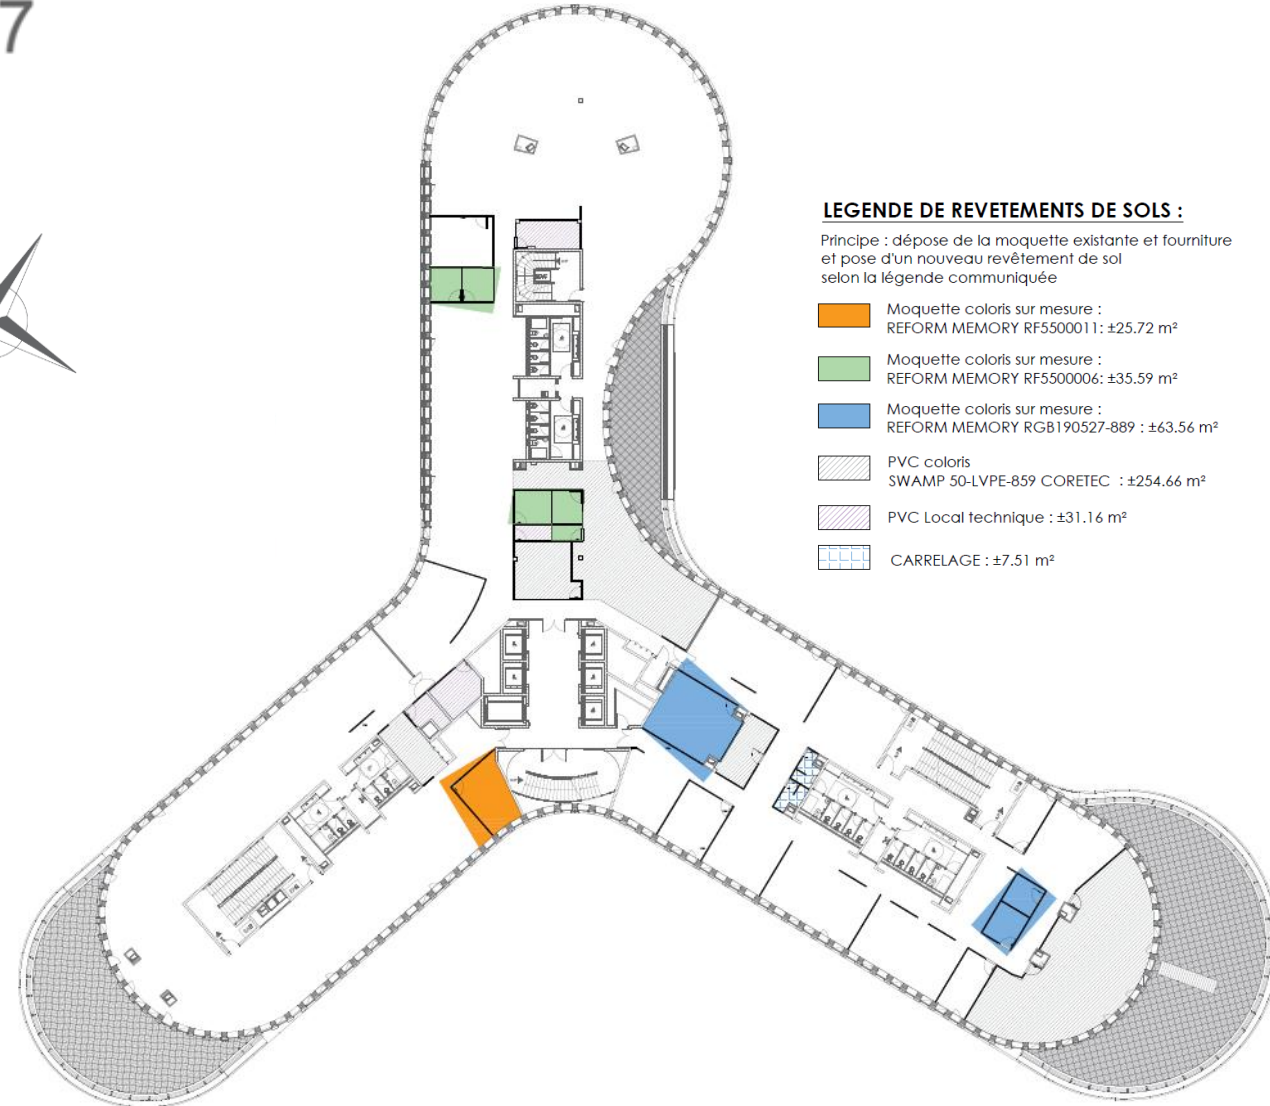 7
LEGENDE DE REVETEMENTS DE SOLS :
Principe : dépose de la moquette existante et fourniture
et pose d'un nouveau revêtement de sol
selon la légende communiquée
Moquette coloris sur mesure :
REFORM MEMORY RF5500011: ±25.72 m²
Moquette coloris sur mesure :
REFORM MEMORY RF5500006: ±35.59 m²
Moquette coloris sur mesure :
REFORM MEMORY RGB190527-889 : ±63.56 m²
PVC coloris
SWAMP 50-LVPE-859 CORETEC : ±254.66 m²
PVC Local technique : ±31.16 m²
CARRELAGE : ±7.51 m²